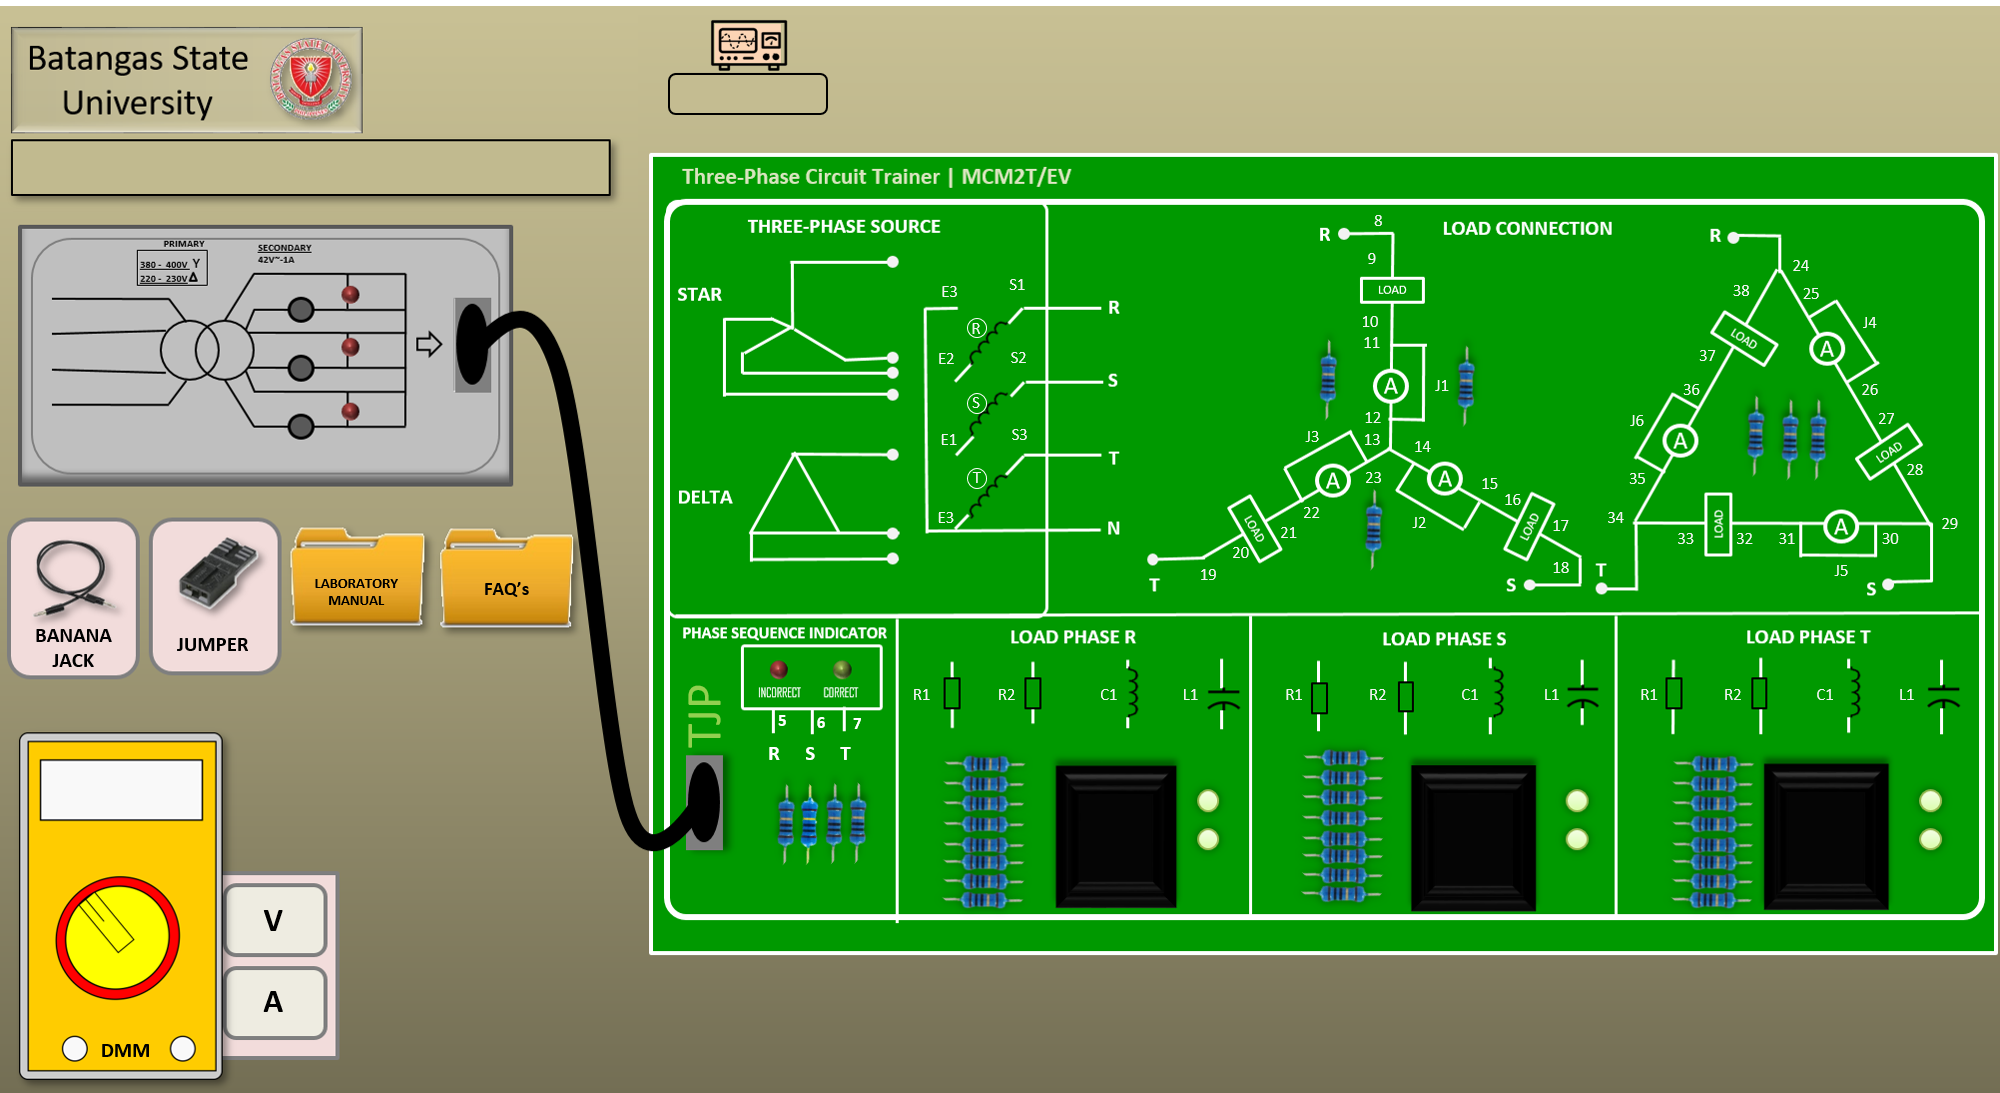 Batangas State
University
PRIMARY
380 - 400V Y
220 - 230V Δ
SECONDARY
42V~-1A
BANANA
JACK
JUMPER
LABORATORY
MANUAL
FAQ's
DMM
V
A
Three-Phase Circuit Trainer | MCM2T/EV
THREE-PHASE SOURCE
STAR
DELTA
E3
S1
R
R
E2
S2
S
S
E1
S3
T
T
E3
N
LOAD CONNECTION
R
8
9
LOAD
10
11
A
J1
12
13
14
J3
A
23
A
15
J2
16
LOAD
17
18
S
22
21
LOAD
20
19
T
R
24
38
25
LOAD
J4
A
37
26
36
27
J6
A
LOAD
28
35
34
33
LOAD
32
31
A
30
29
J5
T
S
PHASE SEQUENCE INDICATOR
INCORRECT
CORRECT
5
6
7
R
S
T
TJP
LOAD PHASE R
R1
R2
C1
L1
LOAD PHASE S
R1
R2
C1
L1
LOAD PHASE T
R1
R2
C1
L1